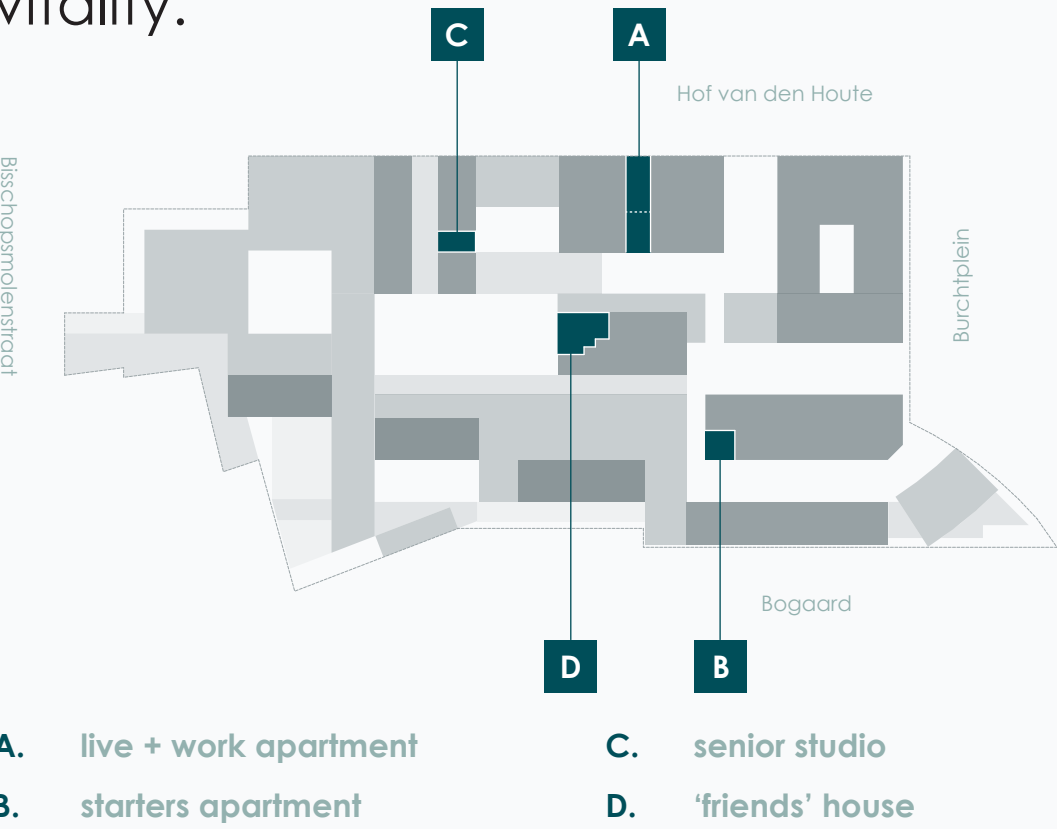 vitality.
C
A
Hof van den Houte
Bisschopsmolenstraat
Burchtplein
Bogaard
D
B
A. live + work apartment
C. senior studio
B. starters apartment
D. ‘friends’ house